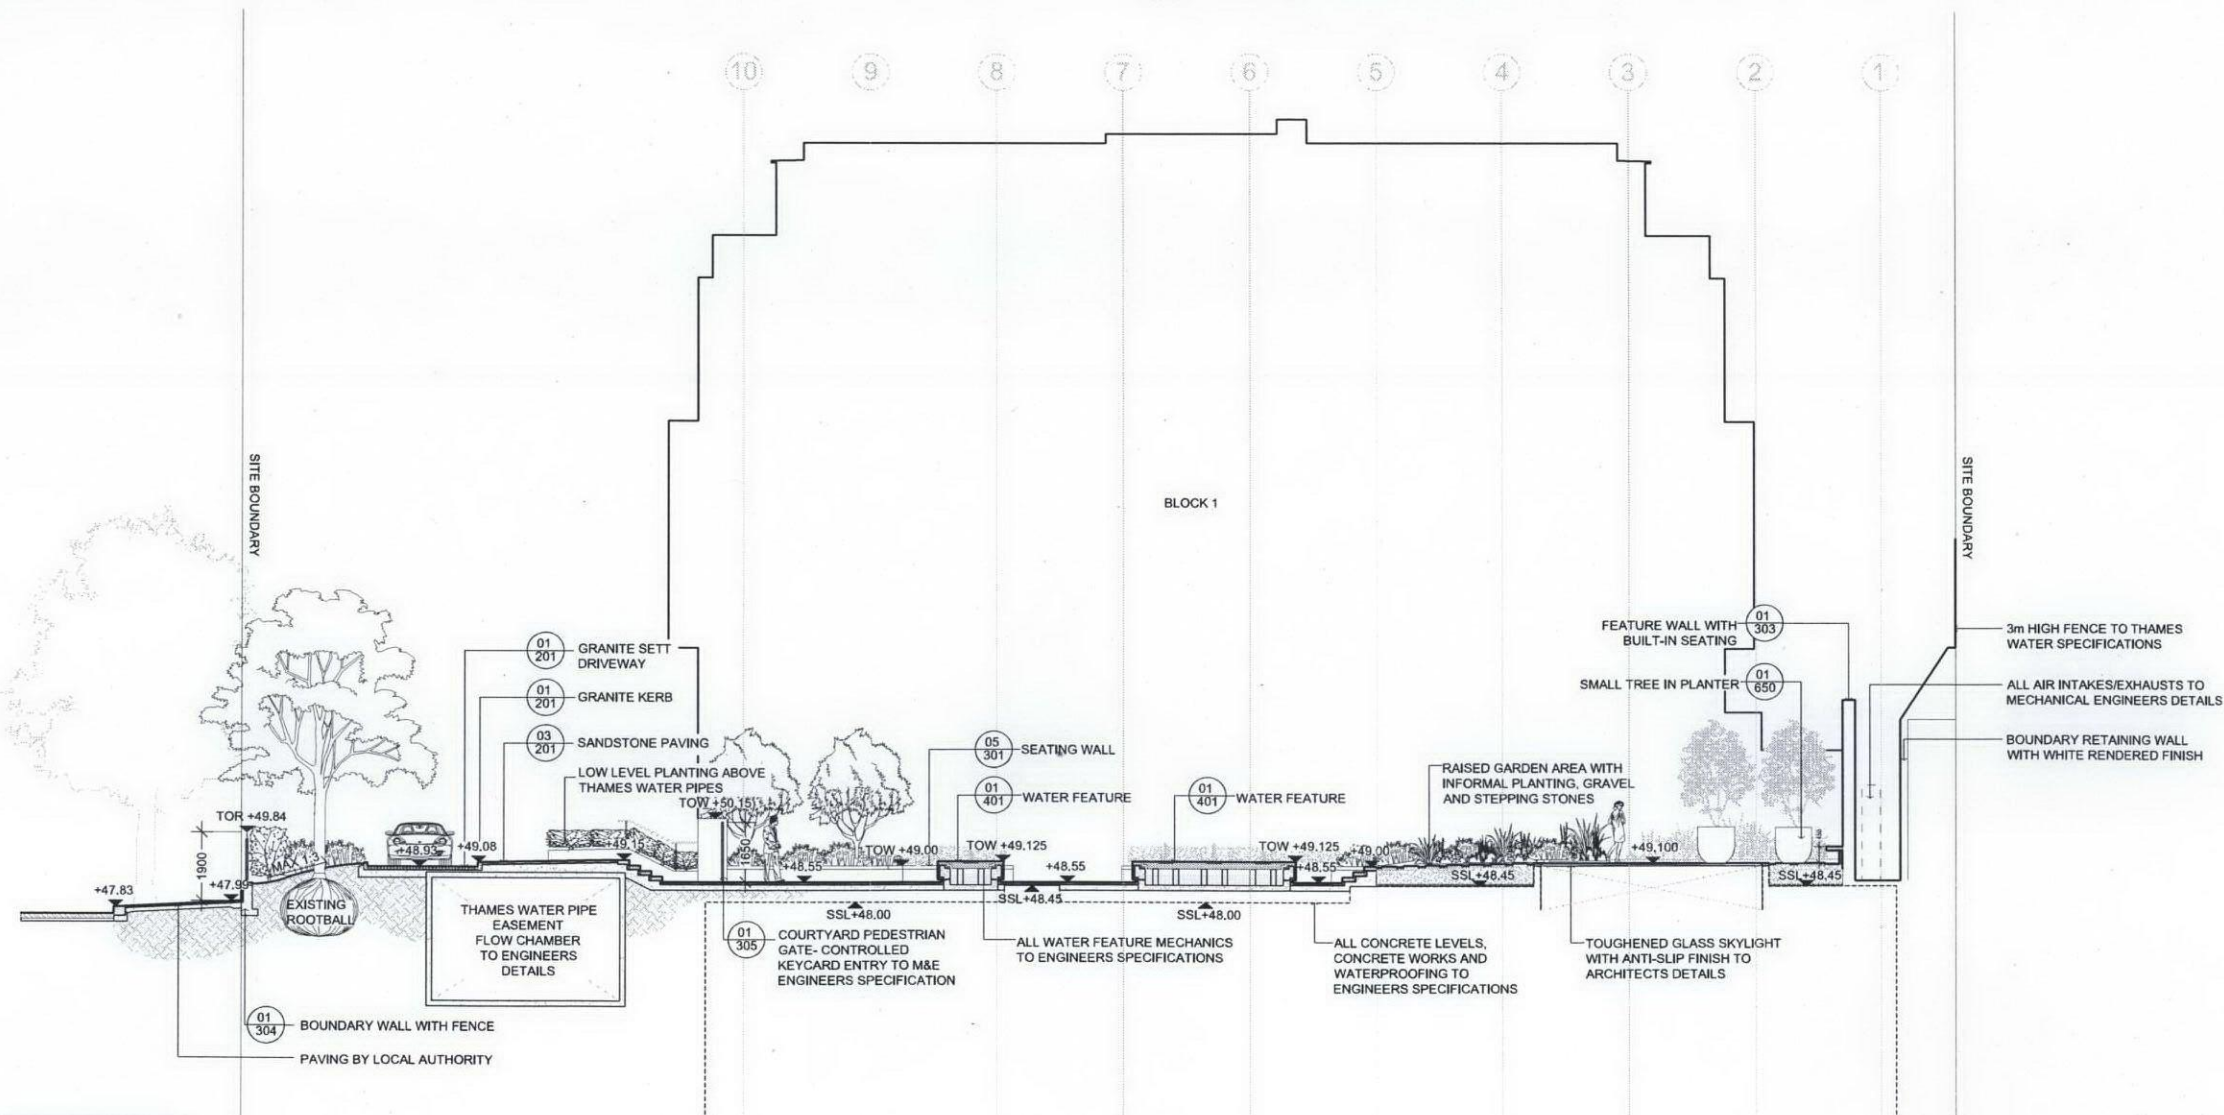 10
9
8
7
6
5
4
3
2
1
SITE BOUNDARY
SITE BOUNDARY
BLOCK 1
01
201
GRANITE SETT
DRIVEWAY
01
201
GRANITE KERB
03
201
SANDSTONE PAVING
LOW LEVEL PLANTING ABOVE
THAMES WATER PIPES
TOW +50.151
05
301
SEATING WALL
01
401
WATER FEATURE
01
401
WATER FEATURE
RAISED GARDEN AREA WITH
INFORMAL PLANTING, GRAVEL
AND STEPPING STONES
FEATURE WALL WITH
BUILT-IN SEATING
01
303
SMALL TREE IN PLANTER
01
650
3m HIGH FENCE TO THAMES
WATER SPECIFICATIONS
ALL AIR INTAKES/EXHAUSTS TO
MECHANICAL ENGINEERS DETAILS
BOUNDARY RETAINING WALL
WITH WHITE RENDERED FINISH
TOR +49.84
1900
MAX 1:3
+47.83
+47.99
+48.93
+49.08
+49.15
1650
+48.55
TOW +49.00
TOW +49.125
+48.55
TOW +49.125
+48.55
+49.00
+49,100
SSL+48.45
SSL+48.45
SSL+48.45
SSL+48.00
SSL+48.00
EXISTING
ROOTBALL
THAMES WATER PIPE
EASEMENT
FLOW CHAMBER
TO ENGINEERS
DETAILS
01
305
COURTYARD PEDESTRIAN
GATE- CONTROLLED
KEYCARD ENTRY TO M&E
ENGINEERS SPECIFICATION
ALL WATER FEATURE MECHANICS
TO ENGINEERS SPECIFICATIONS
ALL CONCRETE LEVELS,
CONCRETE WORKS AND
WATERPROOFING TO
ENGINEERS SPECIFICATIONS
TOUGHENED GLASS SKYLIGHT
WITH ANTI-SLIP FINISH TO
ARCHITECTS DETAILS
01
304
BOUNDARY WALL WITH FENCE
PAVING BY LOCAL AUTHORITY